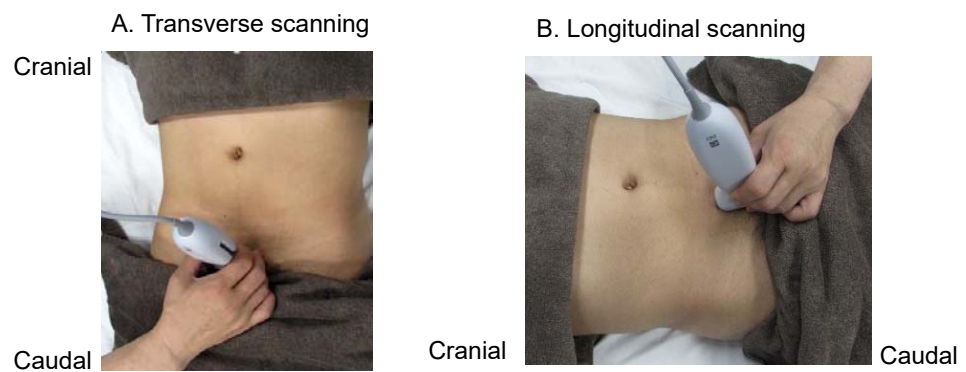 A. Transverse scanning
B. Longitudinal scanning
Cranial
Caudal
Cranial
Caudal